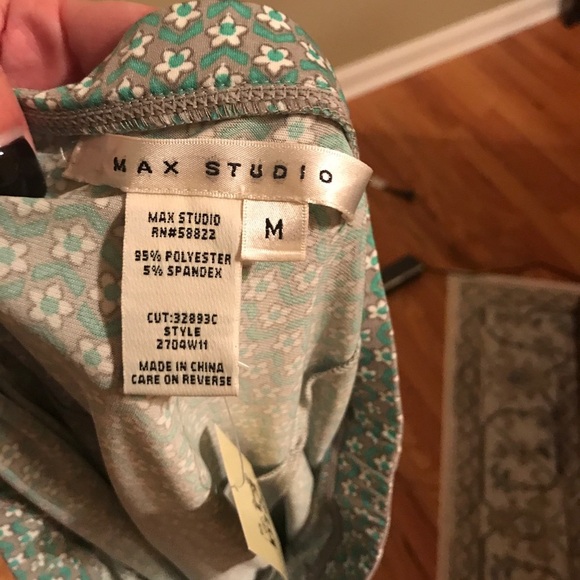 MAX STUDIO
MAX STUDIO
RN#58822
M
95% POLYESTER
5% SPANDEX
CUT:32893C
STYLE
2704W11
MADE IN CHINA
CARE ON REVERSE